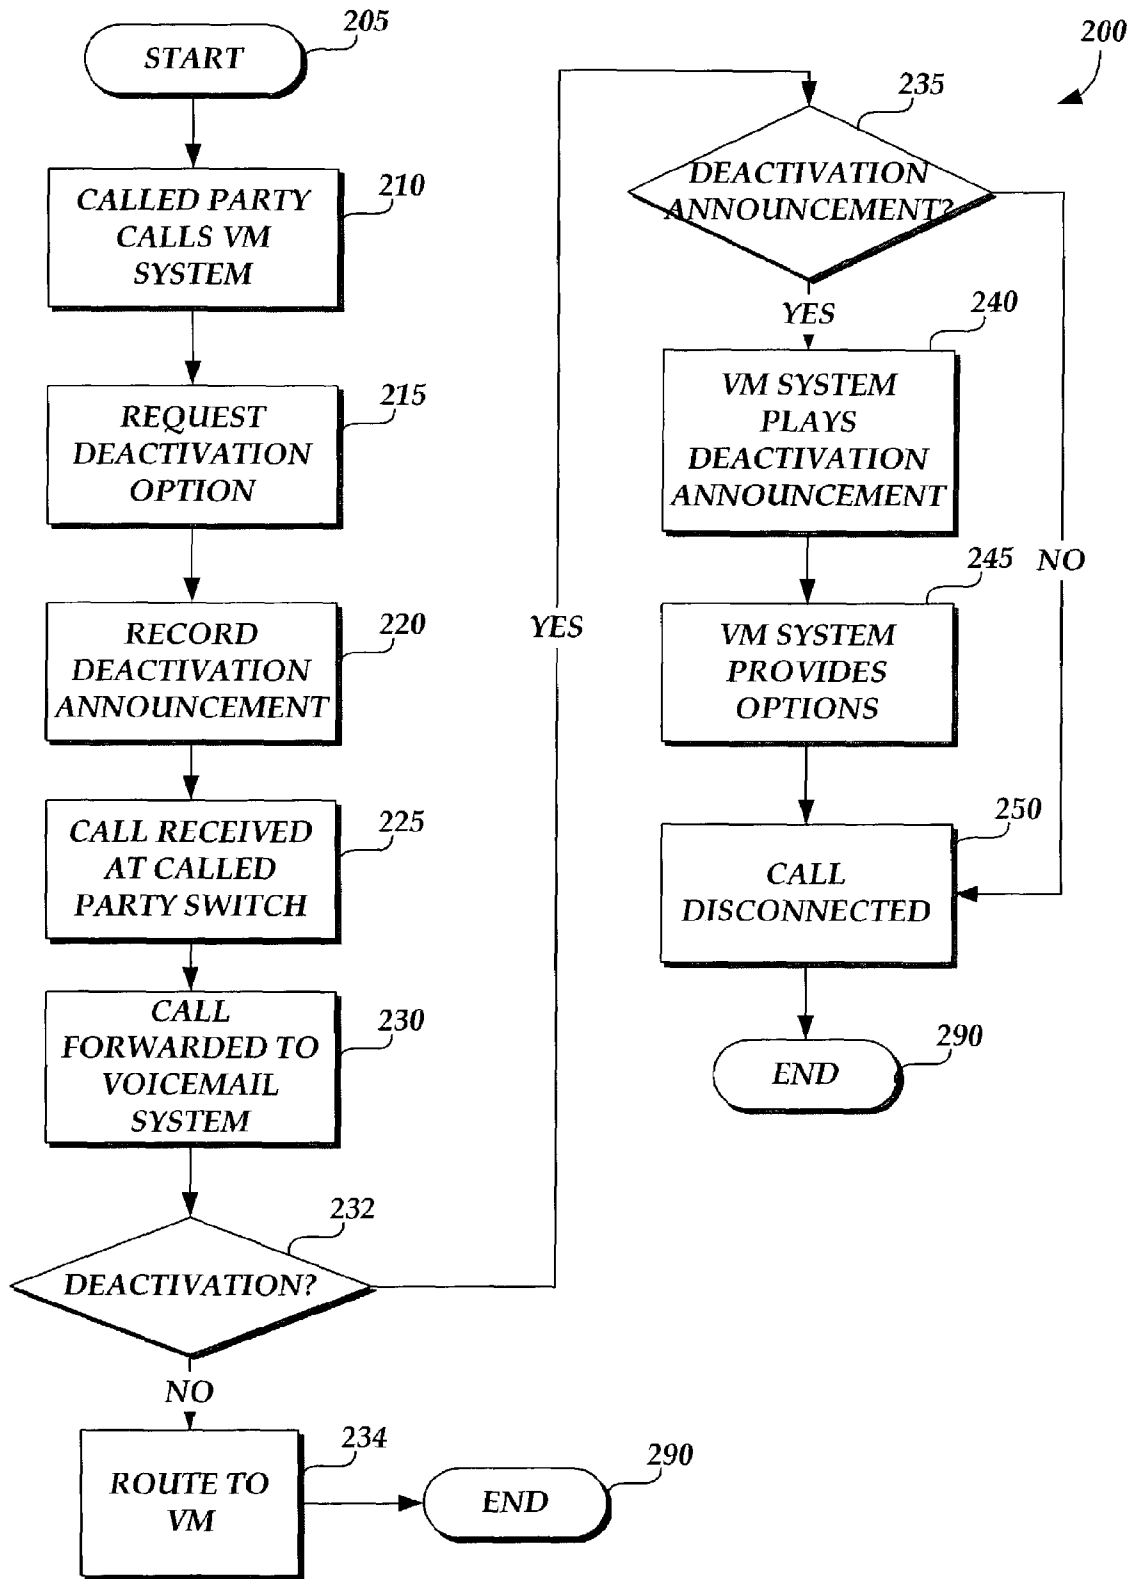 START
205
CALLED PARTY
CALLS VM
SYSTEM
210
REQUEST
DEACTIVATION
OPTION
215
RECORD
DEACTIVATION
ANNOUNCEMENT
220
CALL RECEIVED
AT CALLED
PARTY SWITCH
225
CALL
FORWARDED TO
VOICEMAIL
SYSTEM
230
DEACTIVATION?
232
NO
YES
ROUTE TO
VM
234
END
290
200
DEACTIVATION
ANNOUNCEMENT?
235
YES
NO
VM SYSTEM
PLAYS
DEACTIVATION
ANNOUNCEMENT
240
VM SYSTEM
PROVIDES
OPTIONS
245
CALL
DISCONNECTED
250
END
290